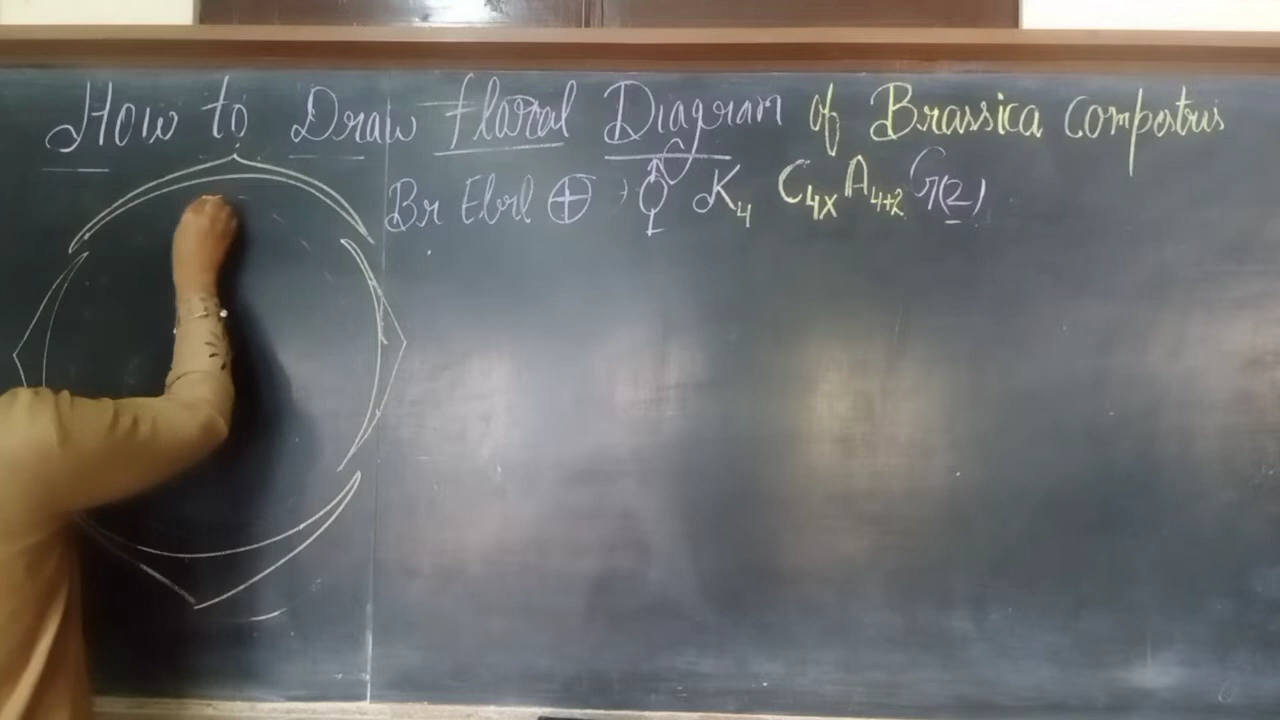 How to Draw Floral Diagram of Brassica Compestris
Br Ebrl ⊕ ⚥ K4 C4x A4+2 G(2)